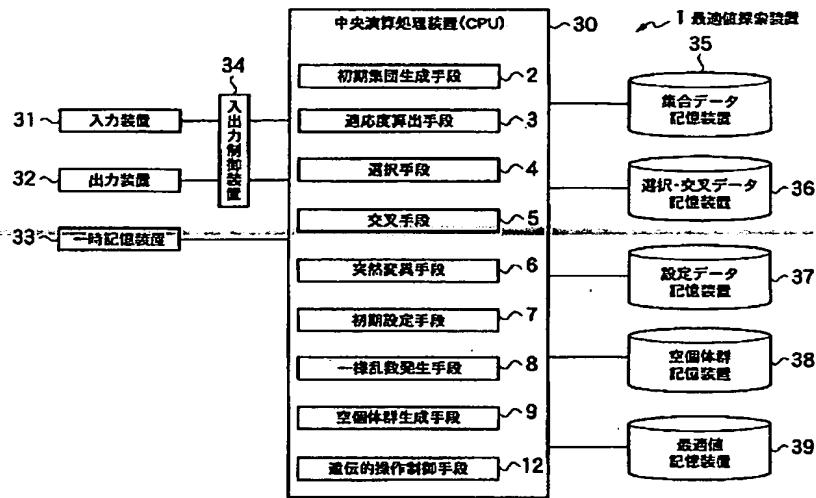 中央演算処理装置(CPU)
30
1 最適値探索装置
初期集団生成手段
2
適応度算出手段
3
選択手段
4
交叉手段
5
突然変異手段
6
初期設定手段
7
一様乱数発生手段
8
空個体群生成手段
9
遺伝的操作制御手段
12
31
入力装置
32
出力装置
33
一時記憶装置
34
入出力制御装置
35
集合データ
記憶装置
選択・交叉データ
記憶装置
36
設定データ
記憶装置
37
空個体群
記憶装置
38
最適値
記憶装置
39